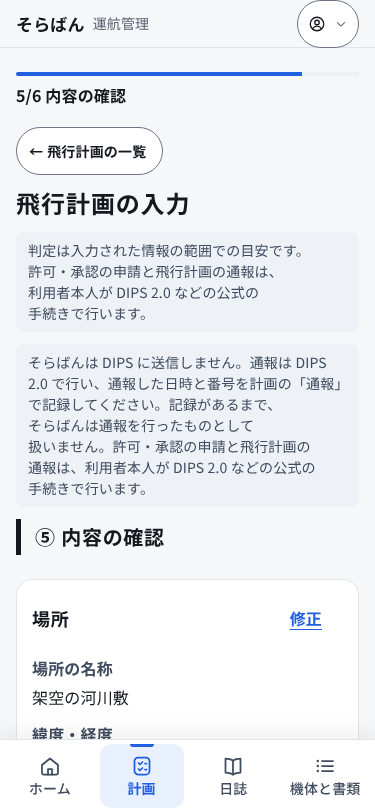 そらばん 運航管理
5/6 内容の確認
← 飛行計画の一覧
飛行計画の入力
判定は入力された情報の範囲での目安です。
許可・承認の申請と飛行計画の通報は、
利用者本人が DIPS 2.0 などの公式の
手続きで行います。
そらばんは DIPS に送信しません。通報は DIPS
2.0 で行い、通報した日時と番号を計画の「通報」
で記録してください。記録があるまで、
そらばんは通報を行ったものとして
扱いません。許可・承認の申請と飛行計画の
通報は、利用者本人が DIPS 2.0 などの公式の
手続きで行います。
⑤ 内容の確認
場所 修正
場所の名称
架空の河川敷
緯度・経度
ホーム 計画 日誌 機体と書類